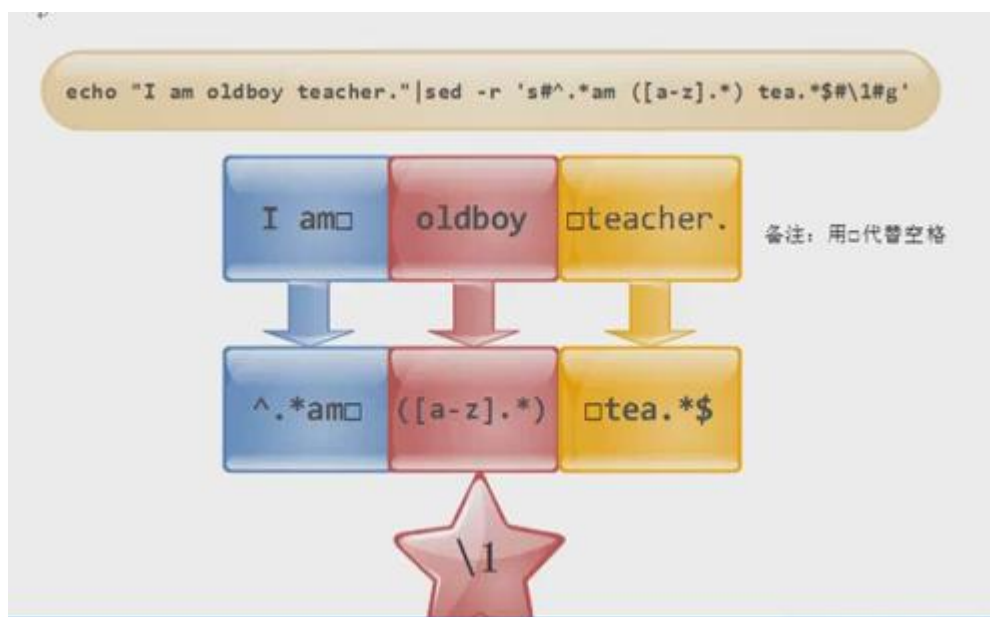 echo "I am oldboy teacher."|sed -r 's#^.*am ([a-z].*) tea.*$#\1#g'
I am□ oldboy □teacher.
备注：用□代替空格
^.*am□ ([a-z].*) □tea.*$
\1